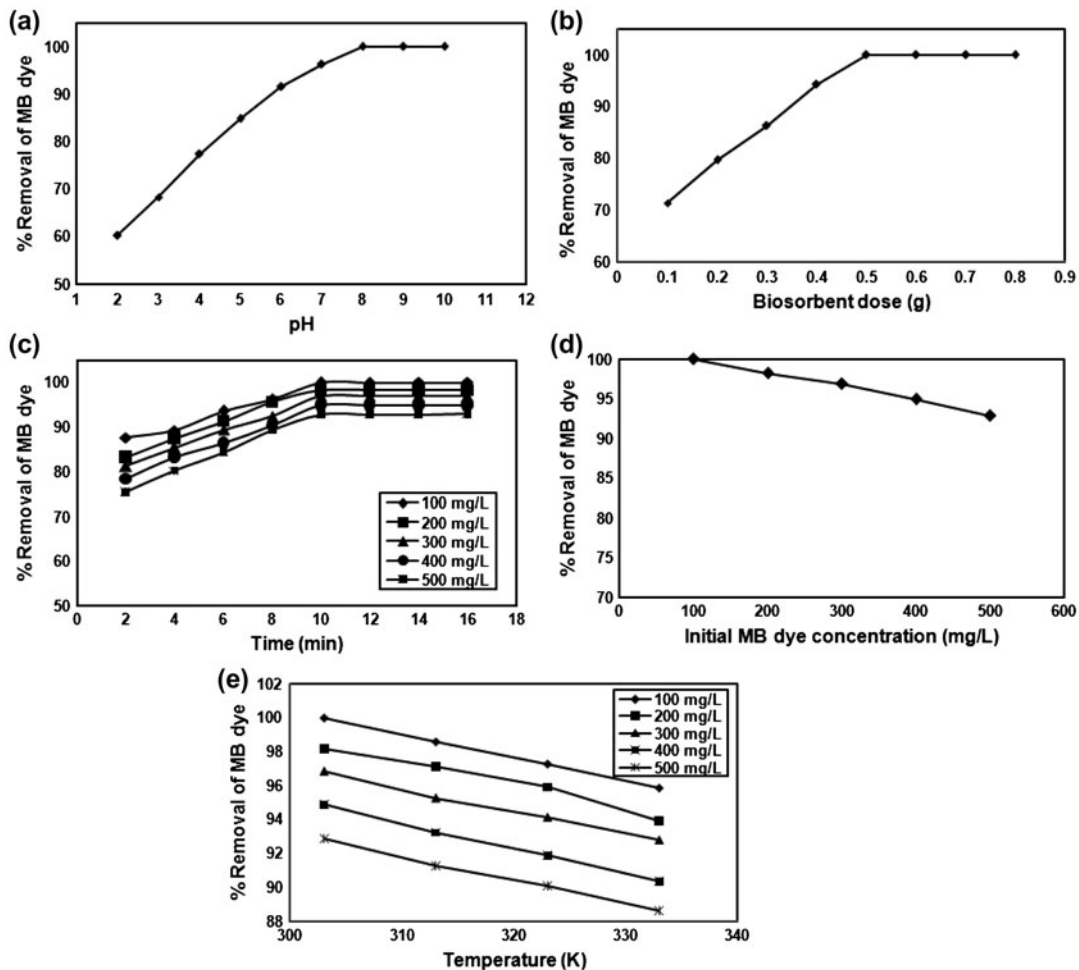 (a)
% Removal of MB dye
100
90
80
70
60
50
1 2 3 4 5 6 7 8 9 10 11 12
pH
(b)
% Removal of MB dye
100
90
80
70
60
0 0.1 0.2 0.3 0.4 0.5 0.6 0.7 0.8 0.9
Biosorbent dose (g)
(c)
% Removal of MB dye
100
90
80
70
60
50
0 2 4 6 8 10 12 14 16 18
Time (min)
100 mg/L
200 mg/L
300 mg/L
400 mg/L
500 mg/L
(d)
% Removal of MB dye
100
95
90
85
80
75
70
0 100 200 300 400 500 600
Initial MB dye concentration (mg/L)
(e)
% Removal of MB dye
102
100
98
96
94
92
90
88
300 310 320 330 340
Temperature (K)
100 mg/L
200 mg/L
300 mg/L
400 mg/L
500 mg/L